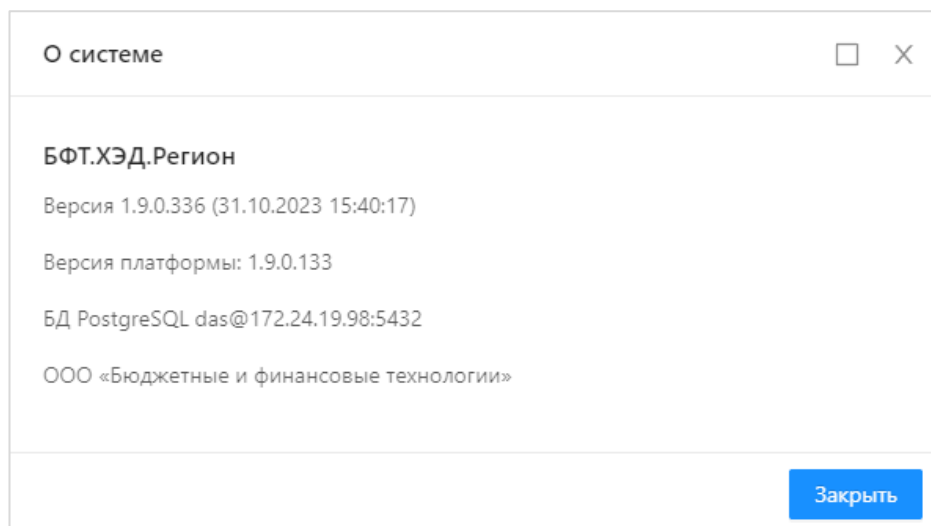 О системе
БФТ.ХЭД.Регион
Версия 1.9.0.336 (31.10.2023 15:40:17)
Версия платформы: 1.9.0.133
БД PostgreSQL das@172.24.19.98:5432
ООО «Бюджетные и финансовые технологии»
Закрыть